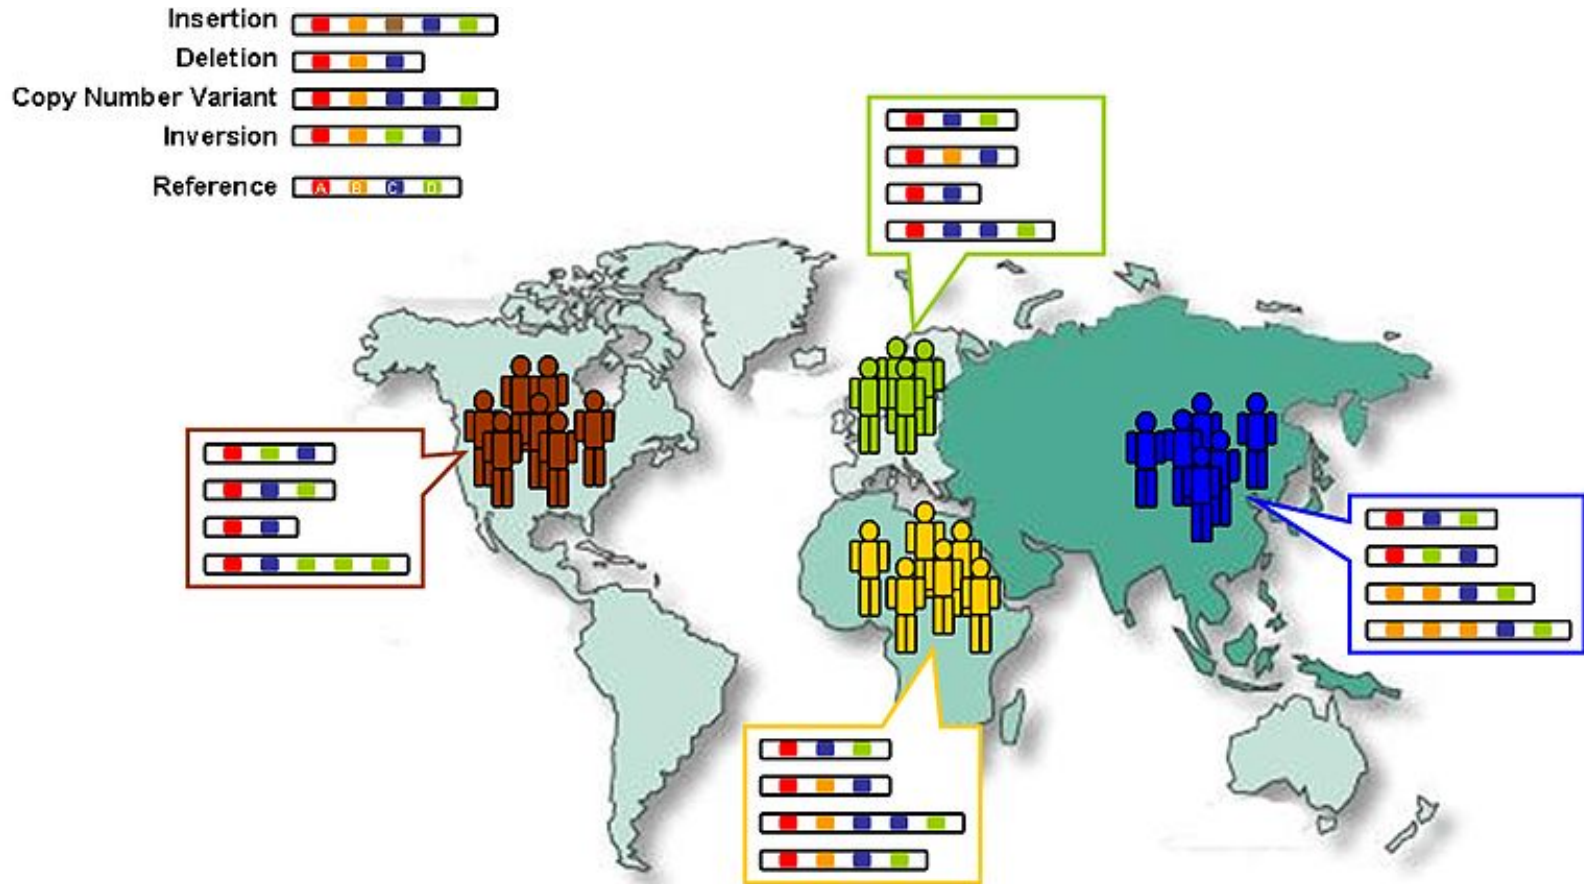 Insertion
Deletion
Copy Number Variant
Inversion
Reference A B C D